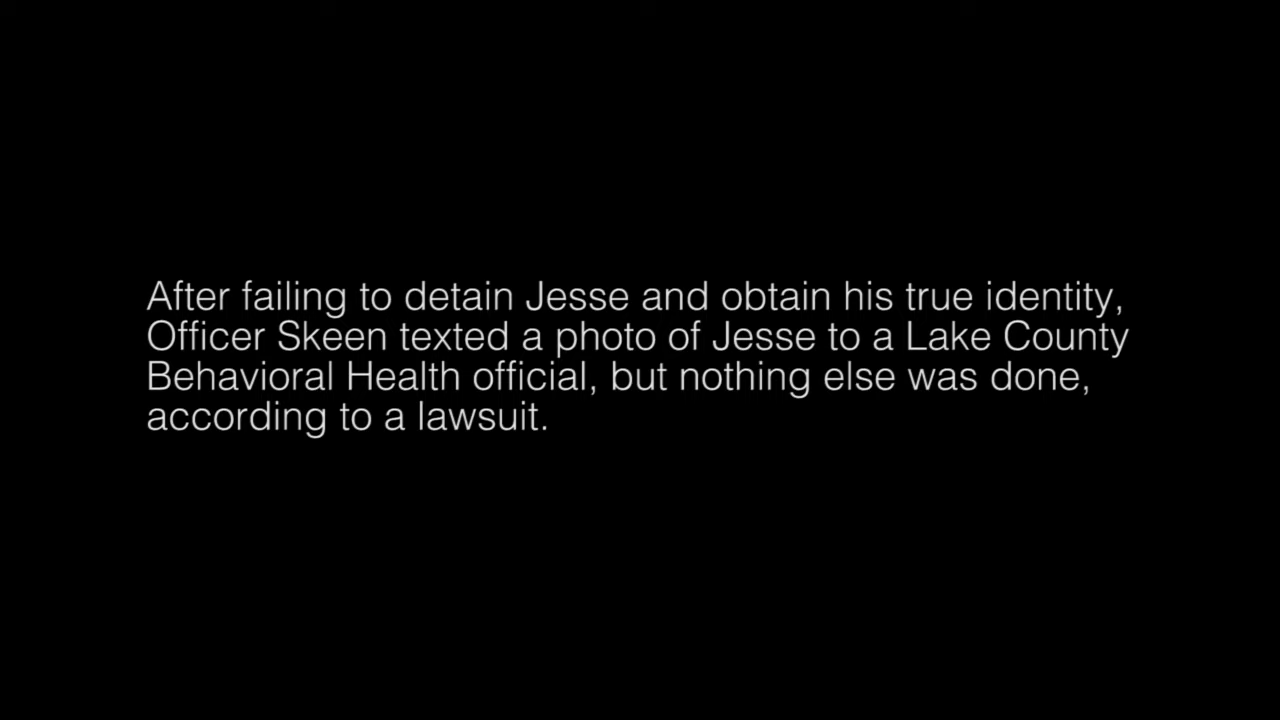 After failing to detain Jesse and obtain his true identity,
Officer Skeen texted a photo of Jesse to a Lake County
Behavioral Health official, but nothing else was done,
according to a lawsuit.